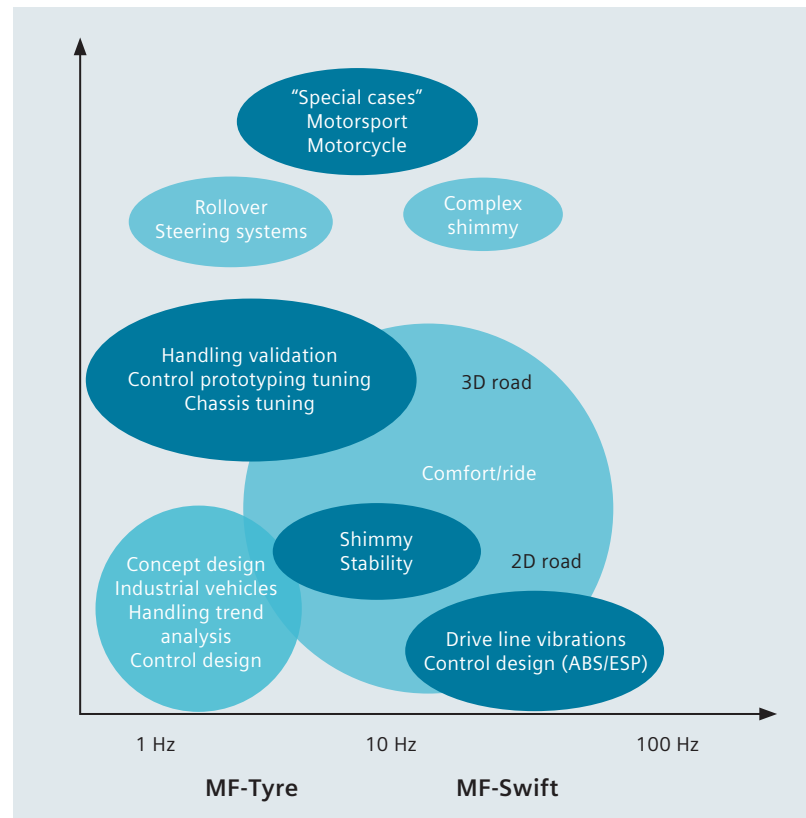 “Special cases”
Motorsport
Motorcycle
Rollover
Steering systems
Complex
shimmy
Handling validation
Control prototyping tuning
Chassis tuning
3D road
Comfort/ride
Shimmy
Stability
2D road
Concept design
Industrial vehicles
Handling trend
analysis
Control design
Drive line vibrations
Control design (ABS/ESP)
1 Hz
10 Hz
100 Hz
MF-Tyre
MF-Swift